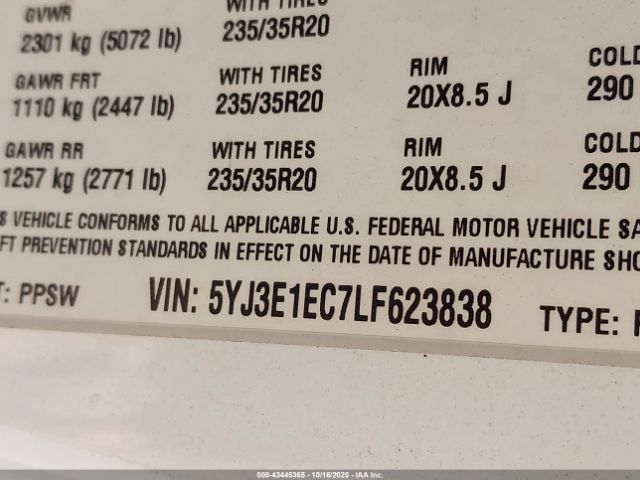 GVWR WITH TIRES
2301 kg (5072 lb) 235/35R20
GAWR FRT WITH TIRES RIM COLD
1110 kg (2447 lb) 235/35R20 20X8.5 J 290
GAWR RR WITH TIRES RIM COLD
1257 kg (2771 lb) 235/35R20 20X8.5 J 290
S VEHICLE CONFORMS TO ALL APPLICABLE U.S. FEDERAL MOTOR VEHICLE SA
FT PREVENTION STANDARDS IN EFFECT ON THE DATE OF MANUFACTURE SHO
T: PPSW VIN: 5YJ3E1EC7LF623838 TYPE:
000-43445365 - 10/16/2025 - IAA Inc.